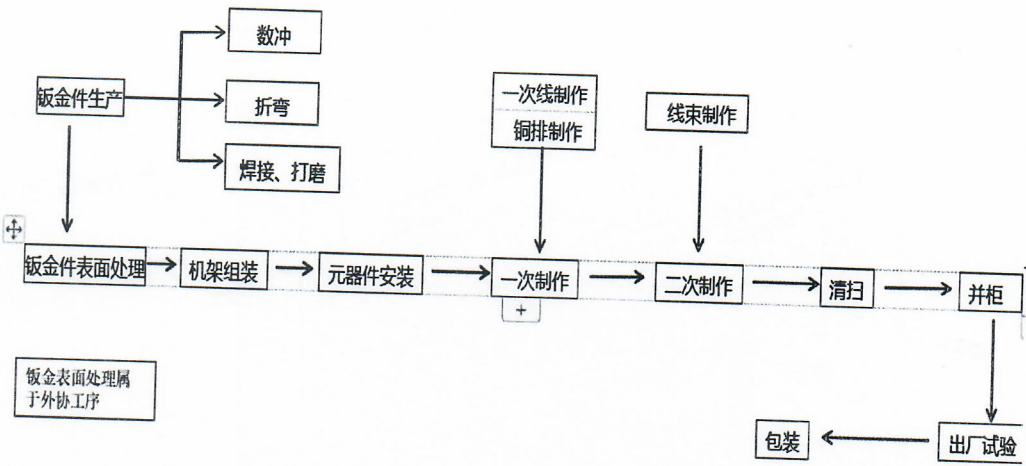 数冲
钣金件生产
折弯
一次线制作
铜排制作
线束制作
焊接、打磨
钣金件表面处理
机架组装
元器件安装
一次制作
二次制作
清扫
并柜
钣金表面处理属
于外协工序
包装
出厂试验